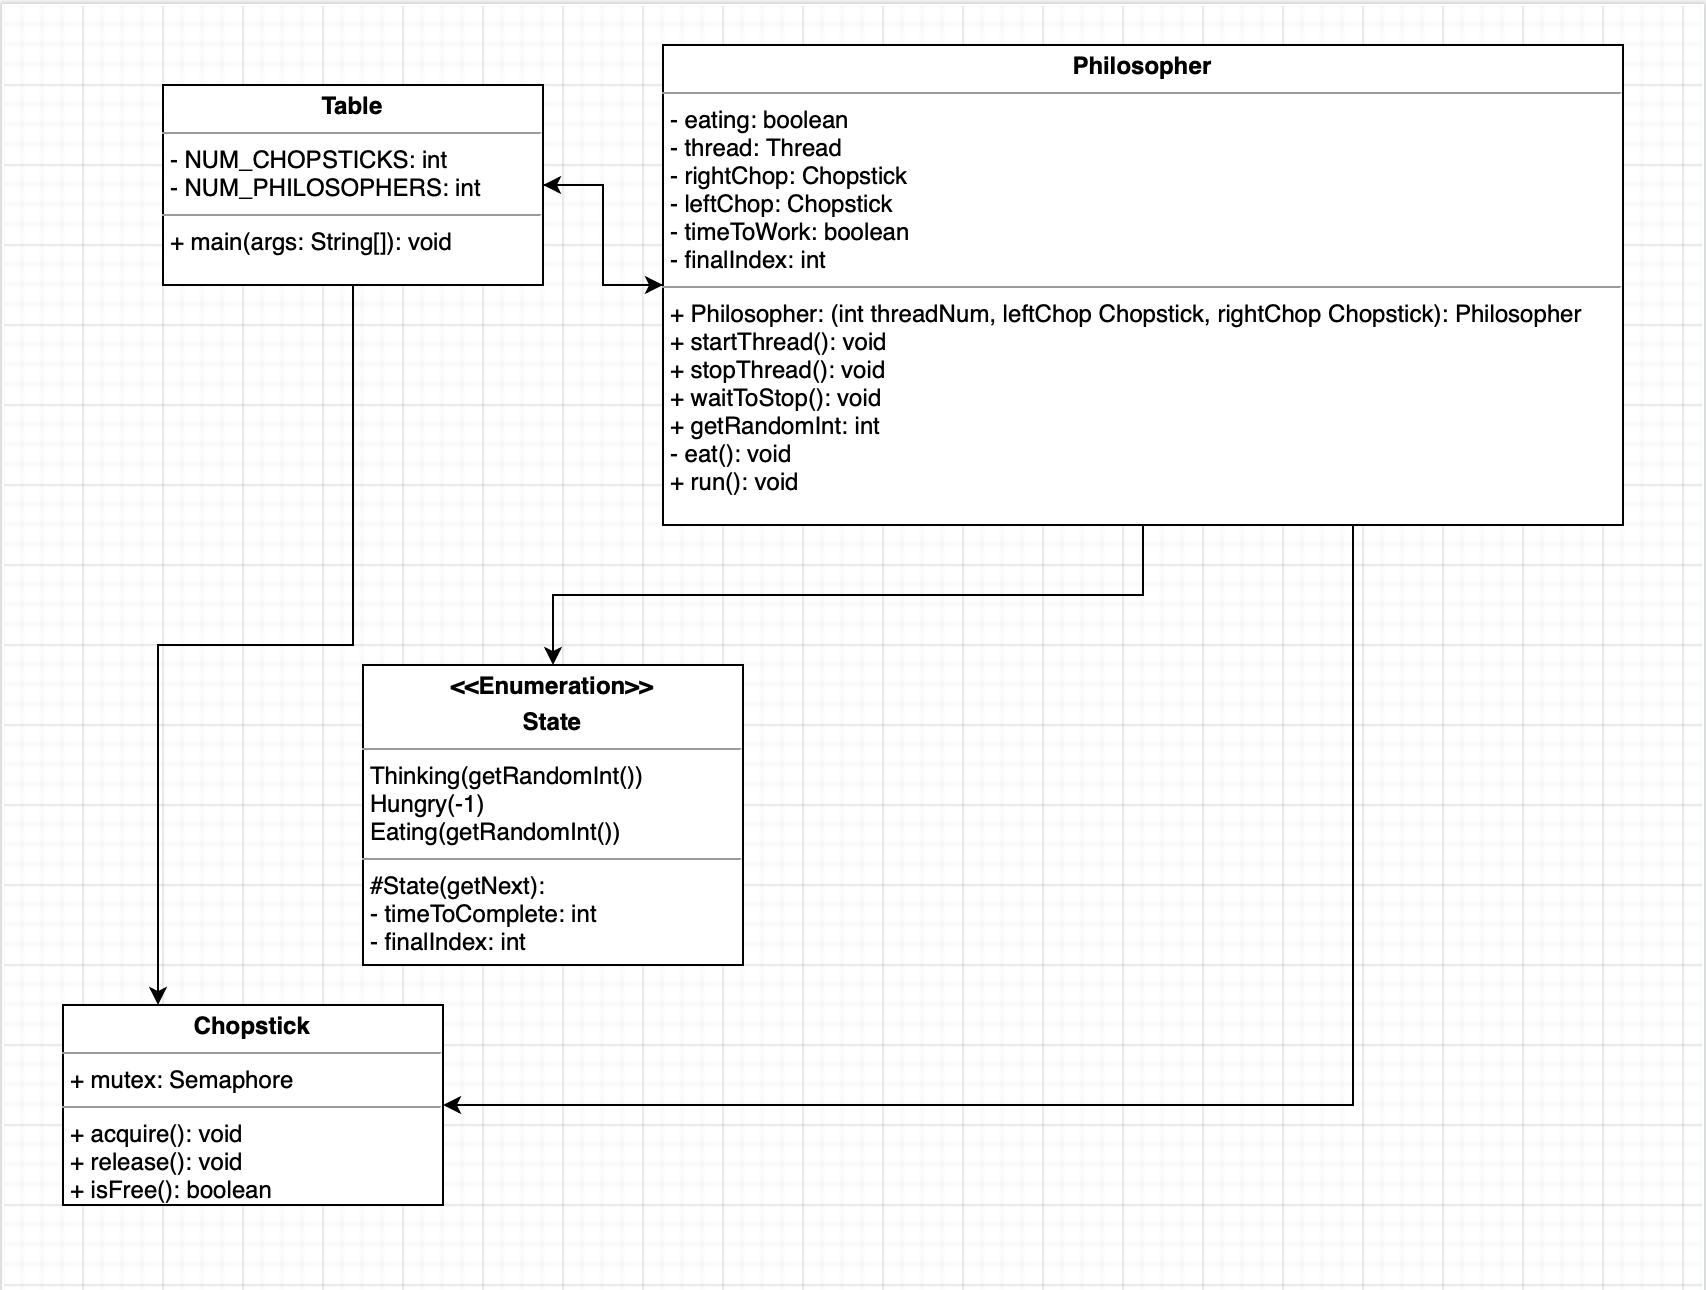 Table
- NUM_CHOPSTICKS: int
- NUM_PHILOSOPHERS: int
+ main(args: String[]): void
Philosopher
- eating: boolean
- thread: Thread
- rightChop: Chopstick
- leftChop: Chopstick
- timeToWork: boolean
- finalIndex: int
+ Philosopher: (int threadNum, leftChop Chopstick, rightChop Chopstick): Philosopher
+ startThread(): void
+ stopThread(): void
+ waitToStop(): void
+ getRandomInt: int
- eat(): void
+ run(): void
<<Enumeration>>
State
Thinking(getRandomInt())
Hungry(-1)
Eating(getRandomInt())
#State(getNext):
- timeToComplete: int
- finalIndex: int
Chopstick
+ mutex: Semaphore
+ acquire(): void
+ release(): void
+ isFree(): boolean